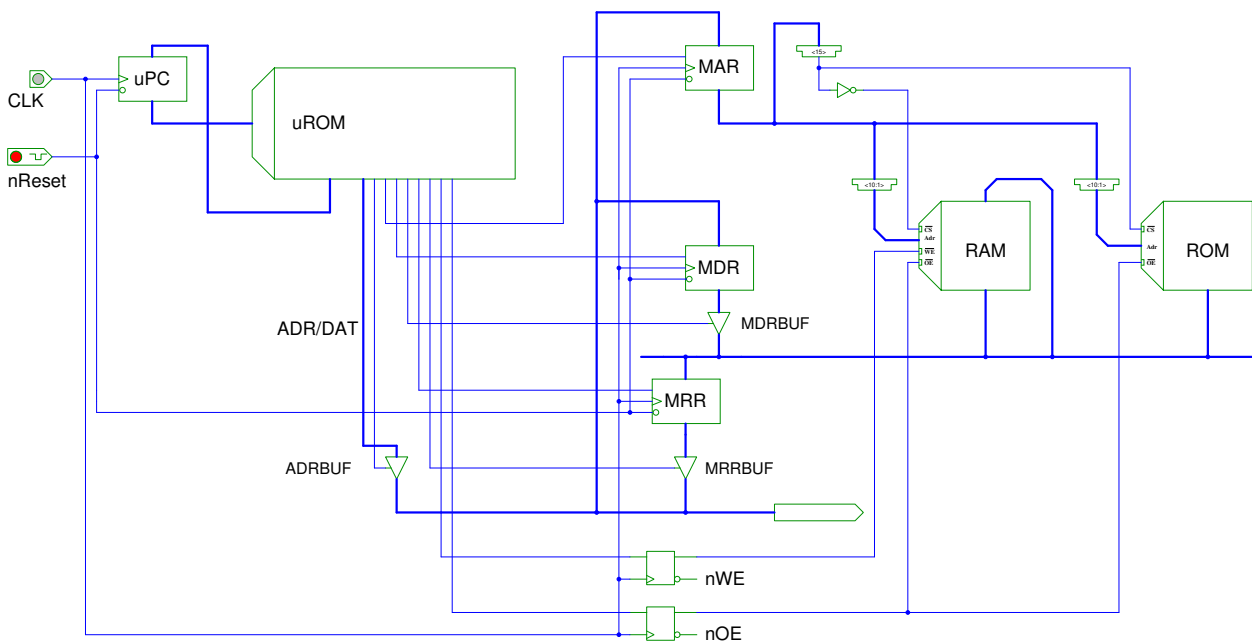 uPC
CLK
uROM
nReset
MAR
<15>
<10:1>
<10:1>
CS
Adr
WE
OE
RAM
CS
Adr
OE
ROM
MDR
MDRBUF
ADR/DAT
MRR
ADRBUF
MRRBUF
nWE
nOE